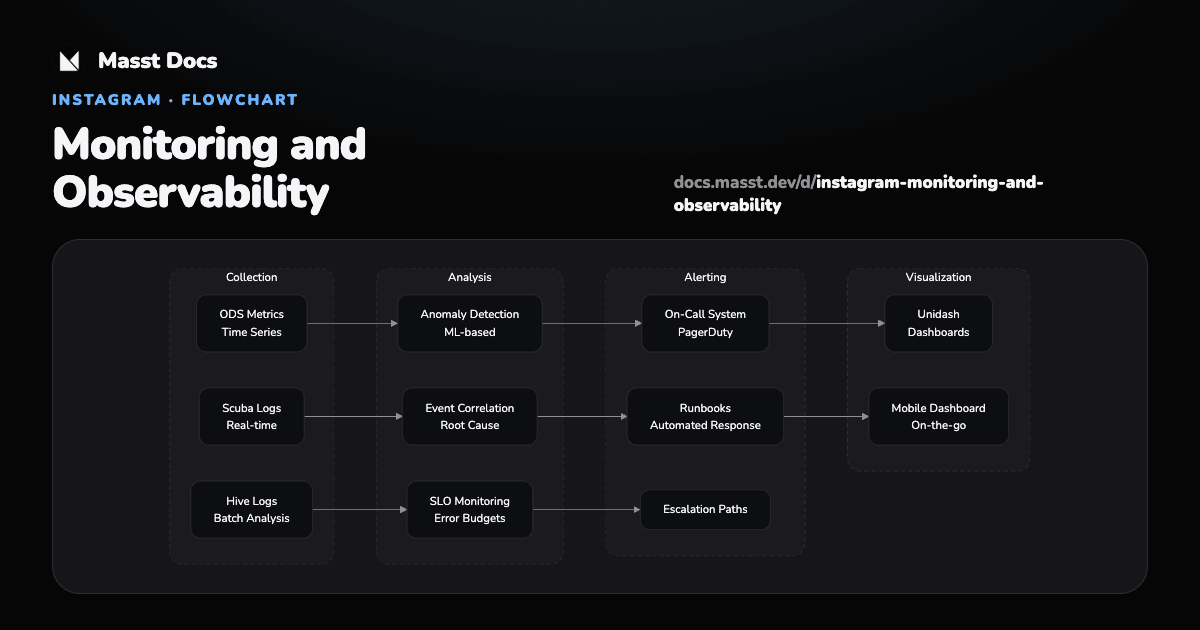 Masst Docs
INSTAGRAM · FLOWCHART
Monitoring and
Observability
docs.masst.dev/d/instagram-monitoring-and-
observability
Collection
ODS Metrics
Time Series
Scuba Logs
Real-time
Hive Logs
Batch Analysis
Analysis
Anomaly Detection
ML-based
Event Correlation
Root Cause
SLO Monitoring
Error Budgets
Alerting
On-Call System
PagerDuty
Runbooks
Automated Response
Escalation Paths
Visualization
Unidash
Dashboards
Mobile Dashboard
On-the-go